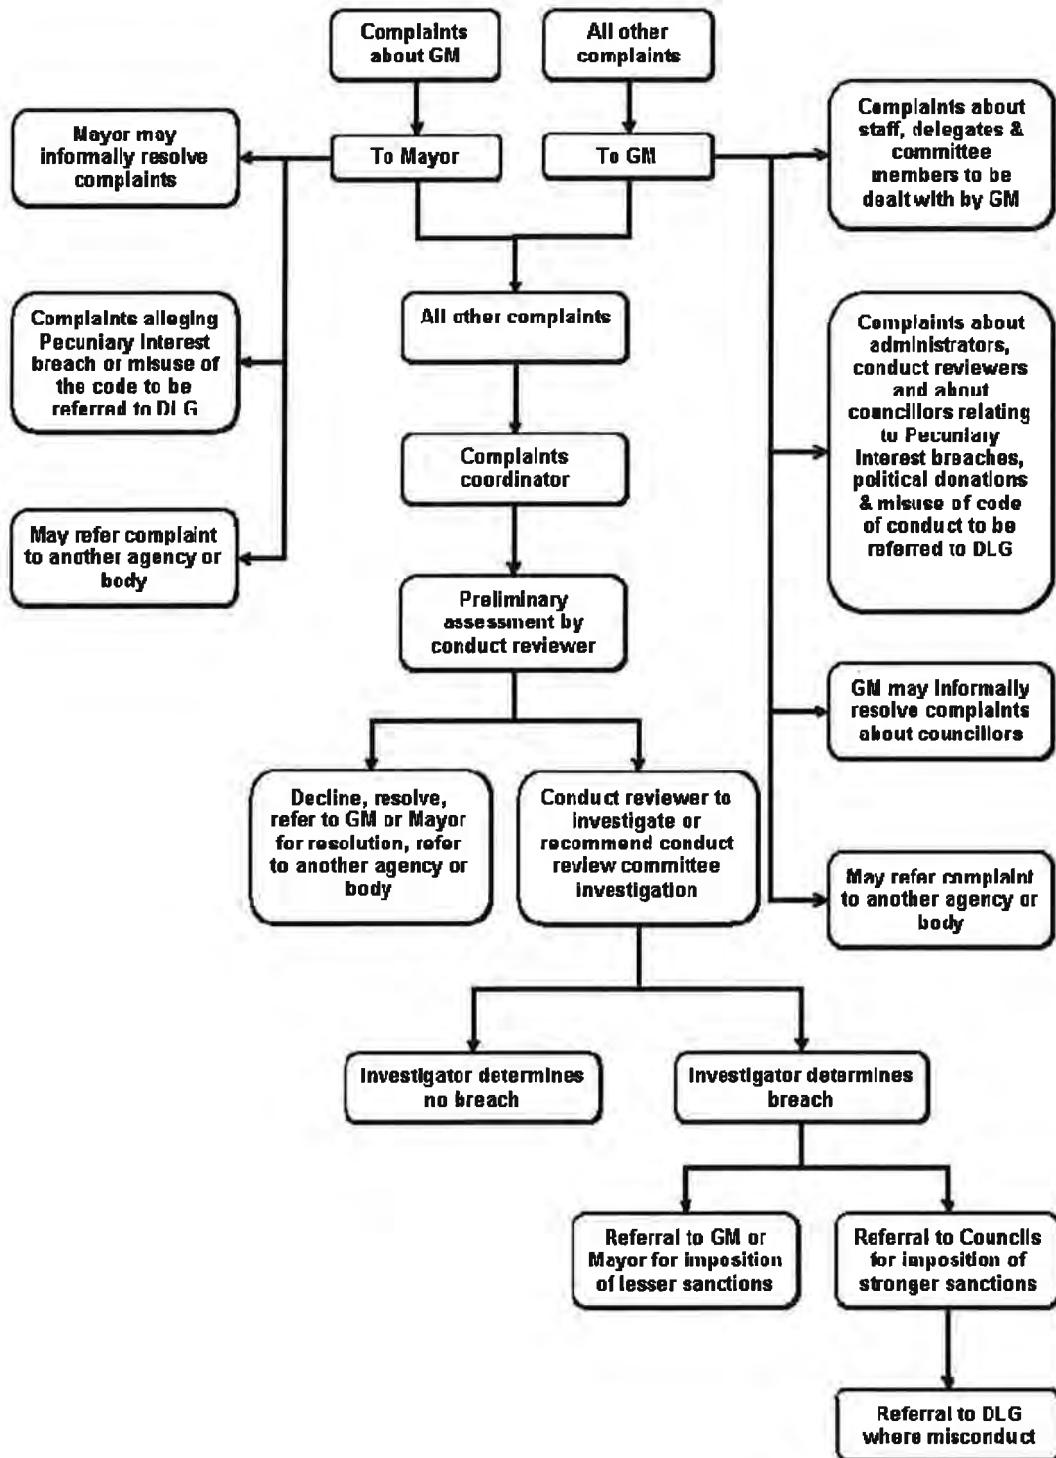 Complaints
about GM
All other
complaints
To Mayor
To GM
Mayor may
informally resolve
complaints
Complaints alleging
Pecuniary Interest
breach or misuse of
the code to be
referred to DLG
May refer complaint
to another agency or
body
Complaints about
staff, delegates &
committee
members to be
dealt with by GM
Complaints about
administrators,
conduct reviewers
and about
councillors relating
to Pecuniary
Interest breaches,
political donations
& misuse of code
of conduct to be
referred to DLG
GM may informally
resolve complaints
about councillors
May refer complaint
to another agency or
body
All other complaints
Complaints
coordinator
Preliminary
assessment by
conduct reviewer
Decline, resolve,
refer to GM or Mayor
for resolution, refer
to another agency or
body
Conduct reviewer to
investigate or
recommend conduct
review committee
investigation
Investigator determines
no breach
Investigator determines
breach
Referral to GM or
Mayor for imposition
of lesser sanctions
Referral to Councils
for imposition of
stronger sanctions
Referral to DLG
where misconduct